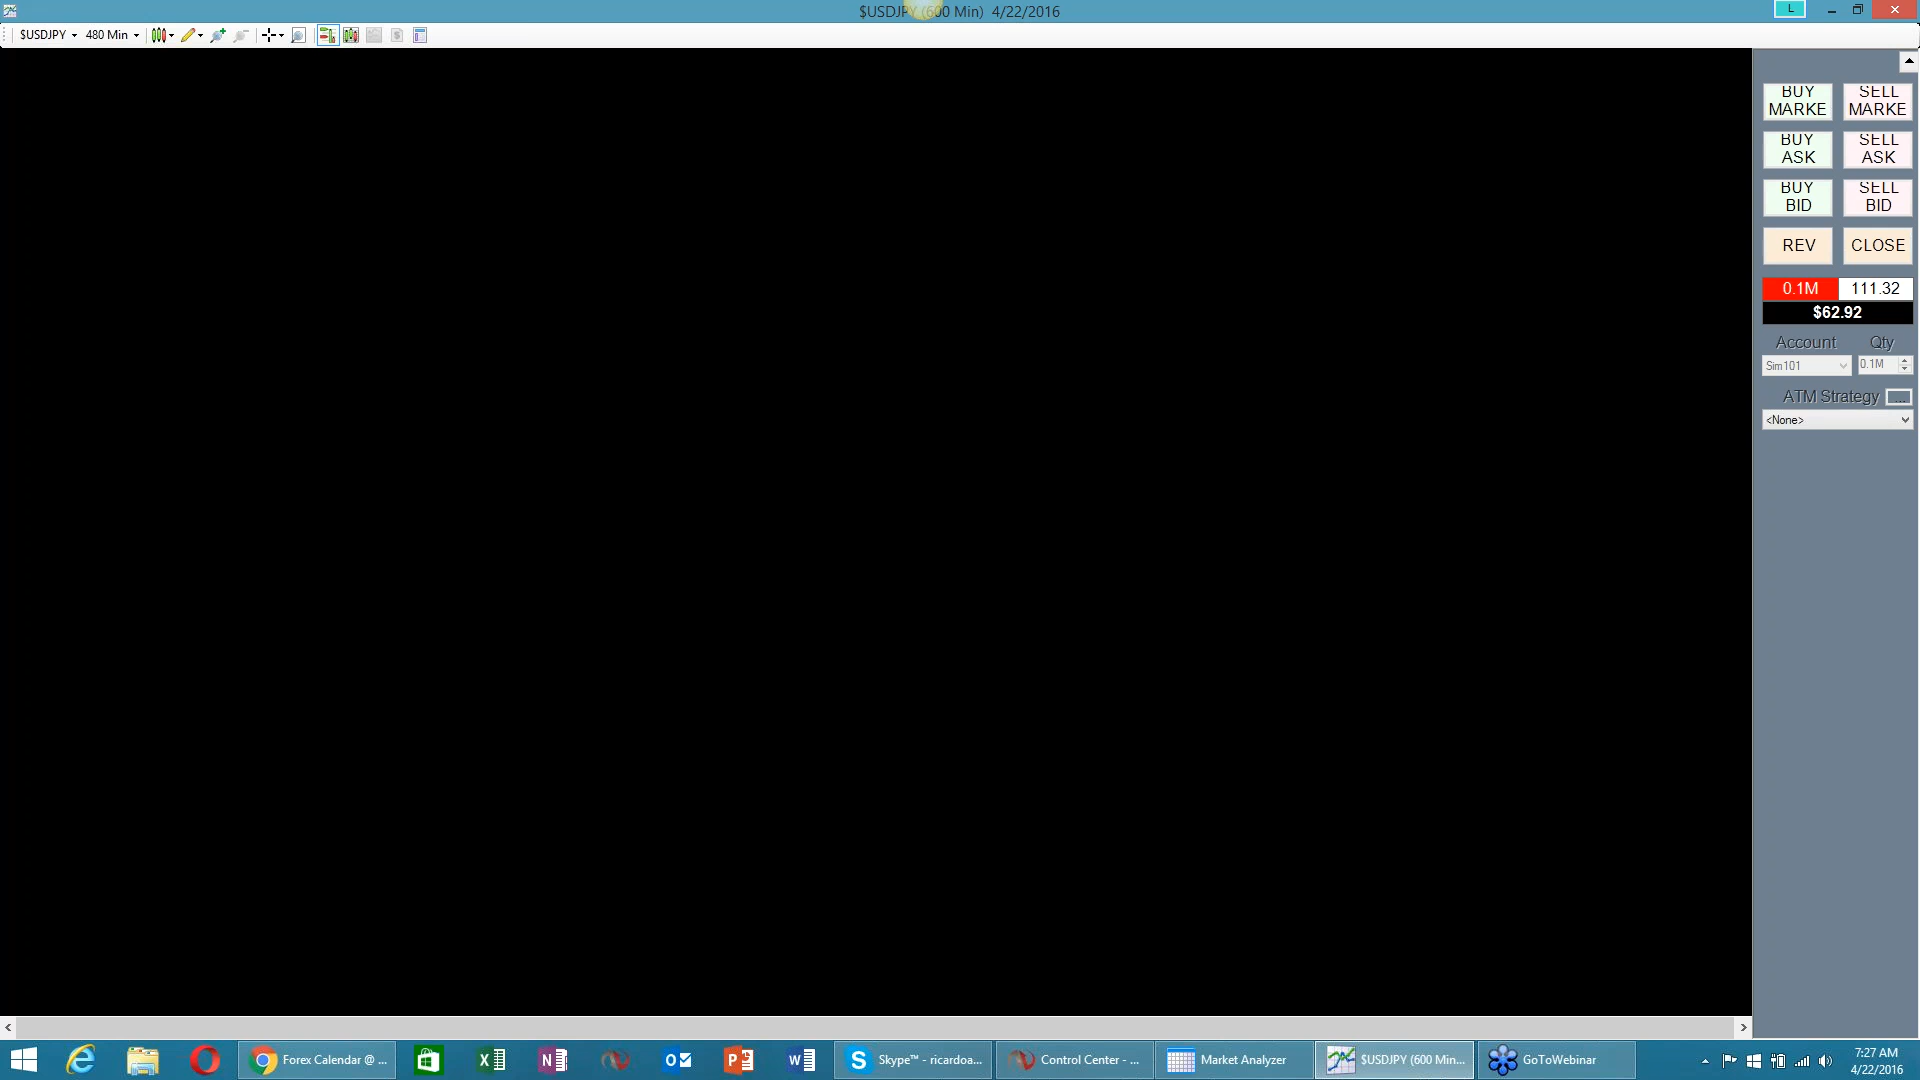 $USDJPY (600 Min)  4/22/2016
L
$USDJPY
480 Min
BUY
MARKE
SELL
MARKE
BUY
ASK
SELL
ASK
BUY
BID
SELL
BID
REV
CLOSE
0.1M
111.32
$62.92
Account
Qty
Sim101
0.1M
ATM Strategy
...
<None>
Forex Calendar @ ...
Skype™ - ricardoa...
Control Center - ...
Market Analyzer
$USDJPY (600 Min...
GoToWebinar
7:27 AM
4/22/2016